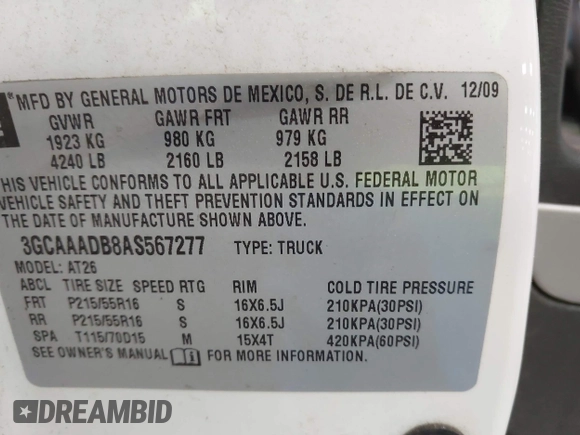 *MFD BY GENERAL MOTORS DE MEXICO, S. DE R.L. DE C.V. 12/09
GVWR GAWR FRT GAWR RR
1923 KG 980 KG 979 KG
4240 LB 2160 LB 2158 LB
THIS VEHICLE CONFORMS TO ALL APPLICABLE U.S. FEDERAL MOTOR
VEHICLE SAFETY AND THEFT PREVENTION STANDARDS IN EFFECT ON
THE DATE OF MANUFACTURE SHOWN ABOVE.
3GCAAADB8AS567277 TYPE: TRUCK
MODEL: AT26
ABCL TIRE SIZE SPEED RTG RIM COLD TIRE PRESSURE
FRT P215/55R16 S 16X6.5J 210KPA(30PSI)
RR P215/55R16 S 16X6.5J 210KPA(30PSI)
SPA T115/70D15 M 15X4T 420KPA(60PSI)
SEE OWNER'S MANUAL FOR MORE INFORMATION.
DREAMBID